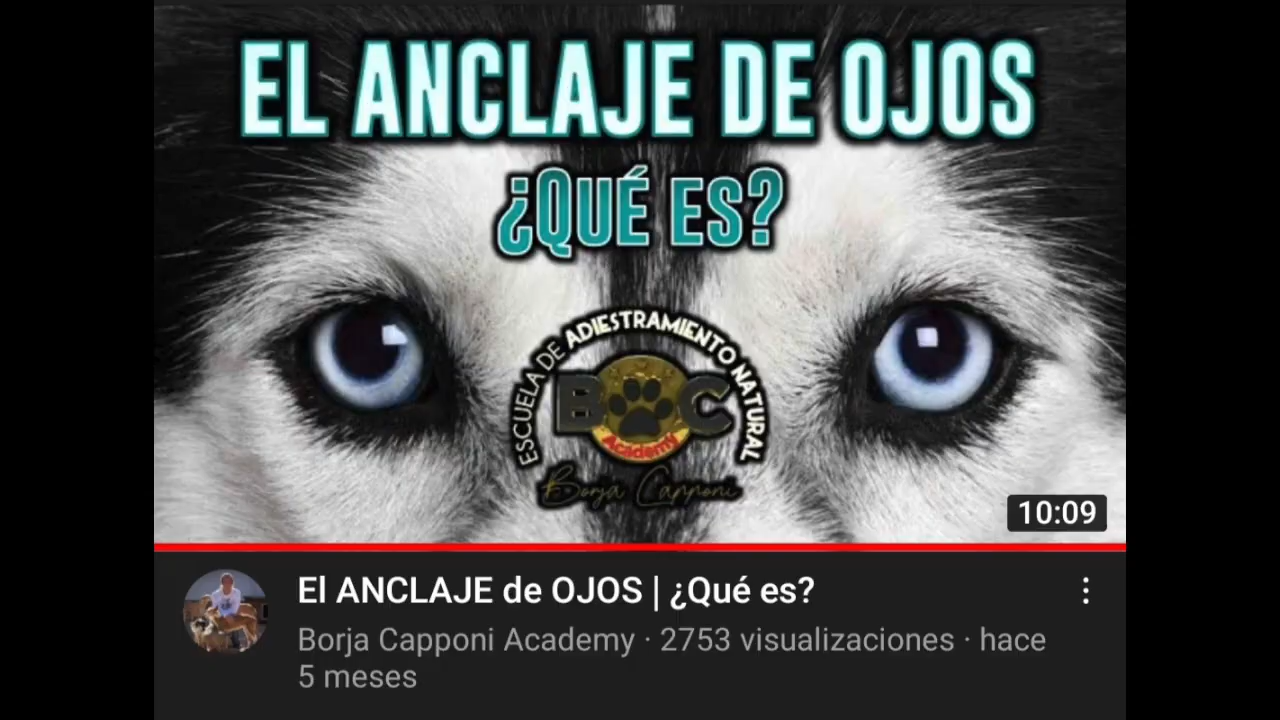 EL ANCLAJE DE OJOS
¿QUÉ ES?
ESCUELA DE ADIESTRAMIENTO NATURAL
BC
Academy
Borja Capponi
10:09
El ANCLAJE de OJOS | ¿Qué es?
Borja Capponi Academy · 2753 visualizaciones · hace
5 meses